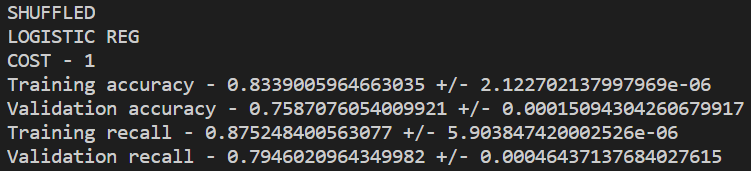 SHUFFLED
LOGISTIC REG
COST - 1
Training accuracy - 0.8339005964663035 +/- 2.122702137997969e-06
Validation accuracy - 0.7587076054009921 +/- 0.00015094304260679917
Training recall - 0.875248400563077 +/- 5.903847420002526e-06
Validation recall - 0.7946020964349982 +/- 0.00046437137684027615